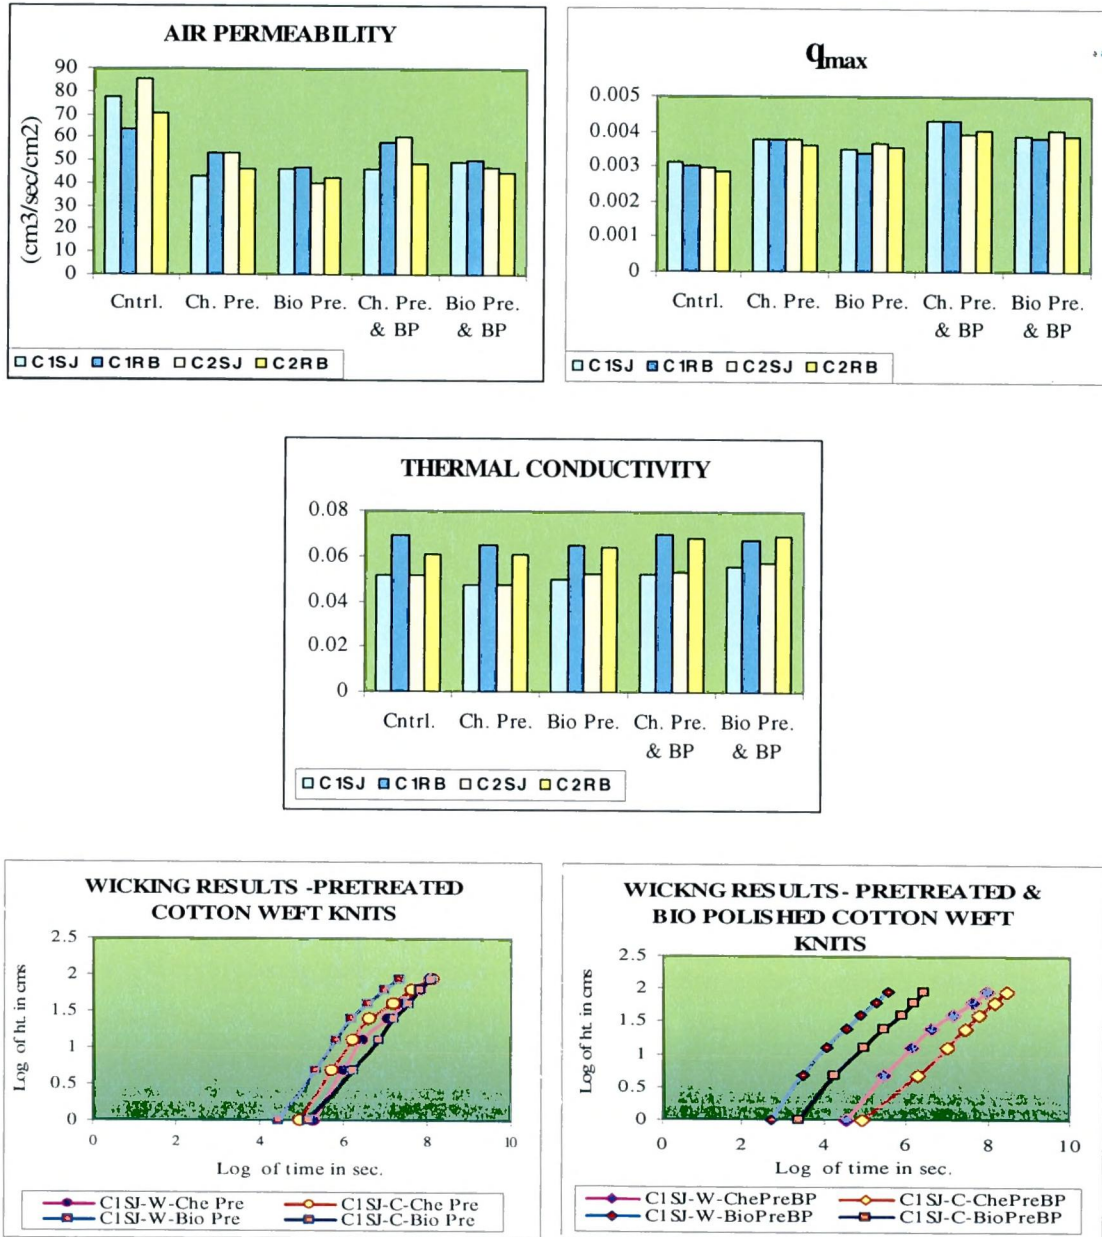 AIR PERMEABILITY
(cm3/sec/cm2)
90
80
70
60
50
40
30
20
10
0
Cntrl. Ch. Pre. Bio Pre. Ch. Pre. & BP Bio Pre. & BP
C1SJ C1RB C2SJ C2RB
qmax
0.005
0.004
0.003
0.002
0.001
0
Cntrl. Ch. Pre. Bio Pre. Ch. Pre. & BP Bio Pre. & BP
C1SJ C1RB C2SJ C2RB
THERMAL CONDUCTIVITY
0.08
0.06
0.04
0.02
0
Cntrl. Ch. Pre. Bio Pre. Ch. Pre. & BP Bio Pre. & BP
C1SJ C1RB C2SJ C2RB
WICKING RESULTS -PRETREATED
COTTON WEFT KNITS
Log of ht. in cms
2.5
2
1.5
1
0.5
0
0 2 4 6 8 10
Log of time in sec.
C1SJ-W-Che Pre C1SJ-C-Che Pre
C1SJ-W-Bio Pre C1SJ-C-Bio Pre
WICKNG RESULTS - PRETREATED &
BIO POLISHED COTTON WEFT
KNITS
Log of ht. in cms
2.5
2
1.5
1
0.5
0
0 2 4 6 8 10
Log of time in sec.
C1SJ-W-ChePreBP C1SJ-C-ChePreBP
C1SJ-W-BioPreBP C1SJ-C-BioPreBP